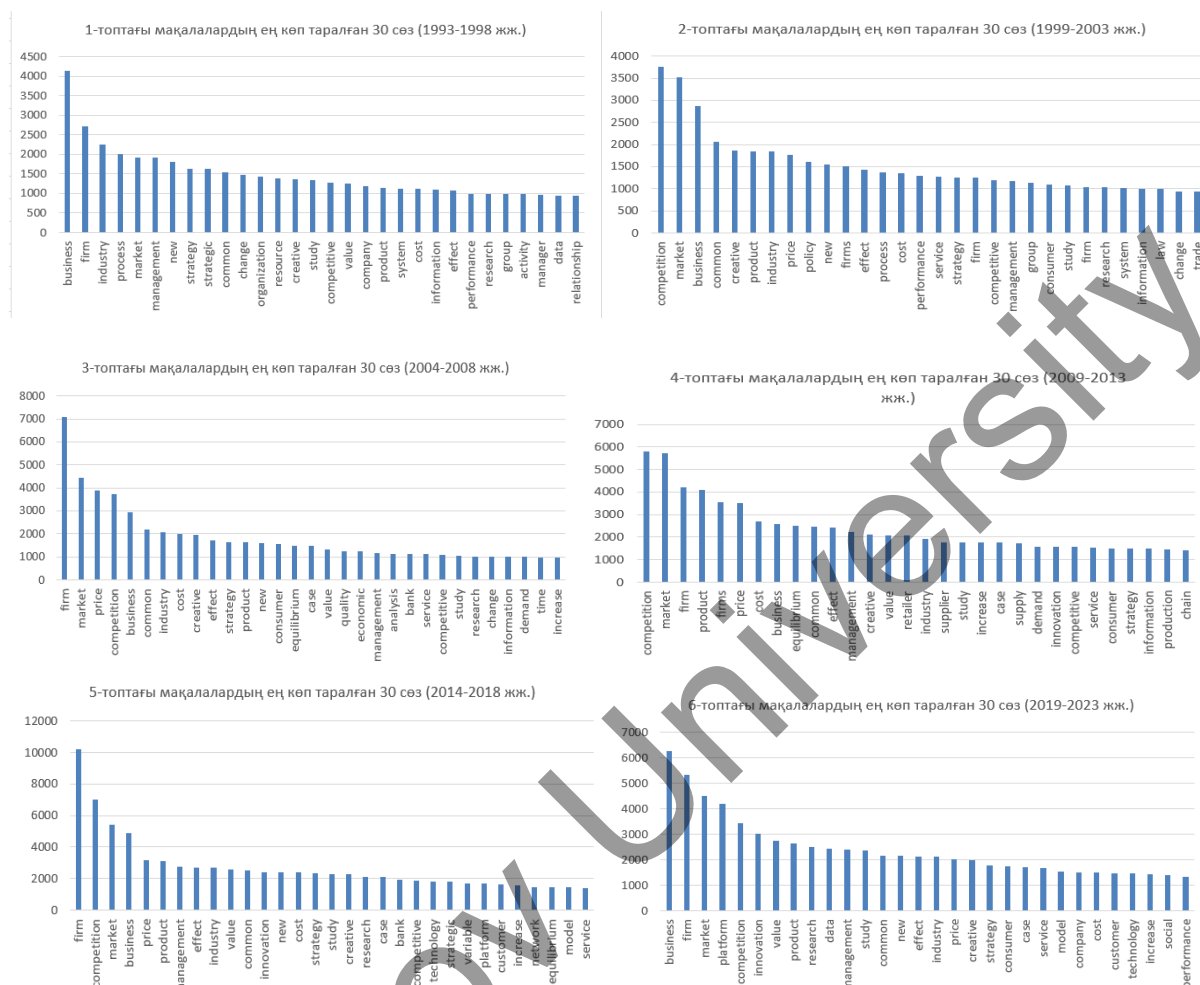 1-топтағы мақалалардың ең көп таралған 30 сөз (1993-1998 жж.)
4500
4000
3500
3000
2500
2000
1500
1000
500
0
business
firm
industry
process
market
management
new
strategy
strategic
common
change
organization
resource
creative
study
competitive
value
company
product
system
cost
information
effect
performance
research
group
activity
manager
data
relationship
2-топтағы мақалалардың ең көп таралған 30 сөз (1999-2003 жж.)
4000
3500
3000
2500
2000
1500
1000
500
0
competition
market
business
common
creative
product
industry
price
policy
new
firms
effect
process
cost
performance
service
strategy
firm
competitive
management
group
consumer
study
firm
research
system
information
law
change
trade
3-топтағы мақалалардың ең көп таралған 30 сөз (2004-2008 жж.)
8000
7000
6000
5000
4000
3000
2000
1000
0
firm
market
price
competition
business
common
industry
cost
creative
effect
strategy
product
new
consumer
equilibrium
case
value
quality
economic
management
analysis
bank
service
competitive
study
research
change
information
demand
time
increase
4-топтағы мақалалардың ең көп таралған 30 сөз (2009-2013
жж.)
7000
6000
5000
4000
3000
2000
1000
0
competition
market
firm
product
firms
price
cost
business
equilibrium
common
effect
management
creative
value
retailer
industry
supplier
study
increase
case
supply
demand
innovation
competitive
service
consumer
strategy
information
production
chain
5-топтағы мақалалардың ең көп таралған 30 сөз (2014-2018 жж.)
12000
10000
8000
6000
4000
2000
0
firm
competition
market
business
price
product
management
effect
industry
value
common
innovation
new
cost
strategy
study
creative
research
case
bank
competitive
technology
strategic
variable
platform
customer
increase
network
equilibrium
model
service
6-топтағы мақалалардың ең көп таралған 30 сөз (2019-2023 жж.)
7000
6000
5000
4000
3000
2000
1000
0
business
firm
market
platform
competition
innovation
value
product
research
data
management
study
common
new
effect
industry
price
creative
strategy
consumer
case
service
model
company
cost
customer
technology
increase
social
performance
University